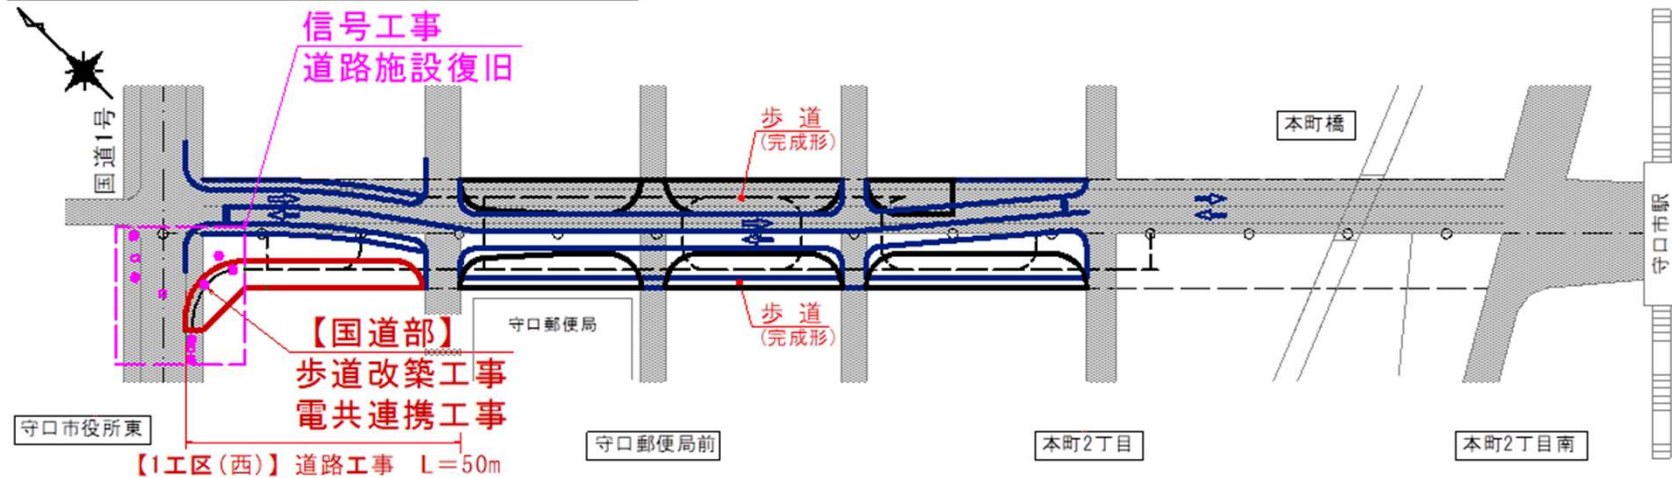 信号工事
道路施設復旧
国道1号
歩道
(完成形)
本町橋
守口市駅
守口郵便局
歩道
(完成形)
【国道部】
歩道改築工事
電共連携工事
守口市役所東
守口郵便局前
本町2丁目
本町2丁目南
【1工区(西)】道路工事 L=50m